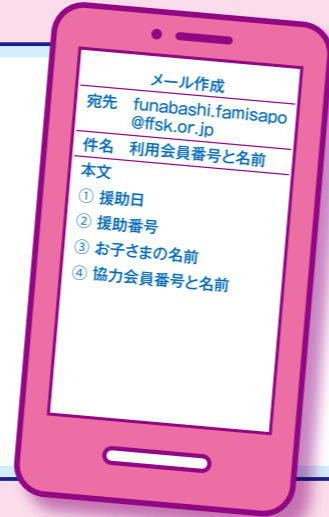 メール作成
宛先 funabashi.famisapo
@ffsk.or.jp
件名 利用会員番号と名前
本文
① 援助日
② 援助番号
③ お子さまの名前
④ 協力会員番号と名前